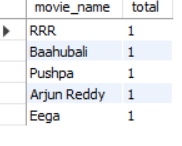 movie_name total
RRR 1
Baahubali 1
Pushpa 1
Arjun Reddy 1
Eega 1